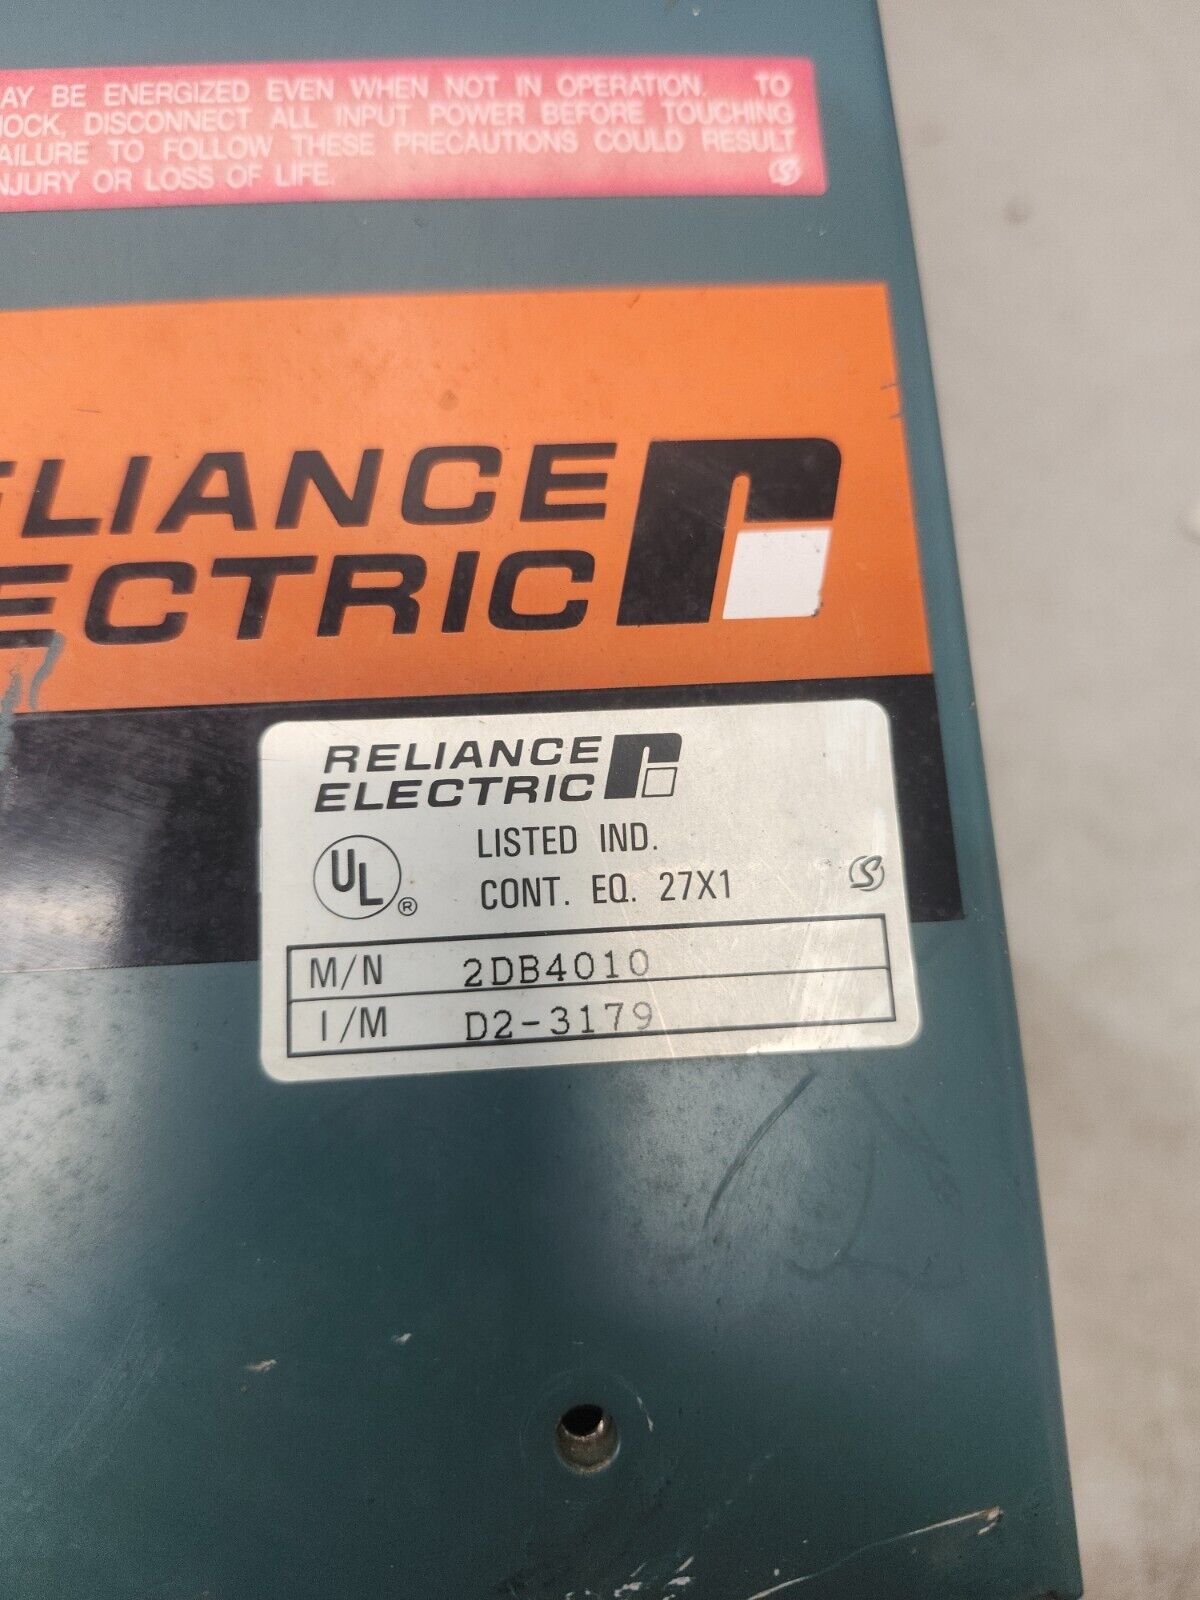 AY BE ENERGIZED EVEN WHEN NOT IN OPERATION. TO
OCK, DISCONNECT ALL INPUT POWER BEFORE TOUCHING
AILURE TO FOLLOW THESE PRECAUTIONS COULD RESULT
NJURY OR LOSS OF LIFE.
ELIANCE
ECTRIC
RELIANCE
ELECTRIC
UL ®
LISTED IND.
CONT. EQ. 27X1
S
M/N 2DB4010
I/M D2-3179